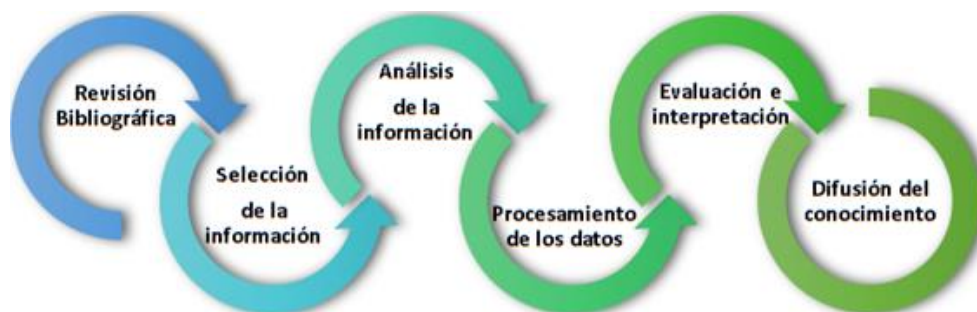 Revisión
Bibliográfica
Selección
de la
información
Análisis
de la
información
Procesamiento
de los datos
Evaluación e
interpretación
Difusión del
conocimiento